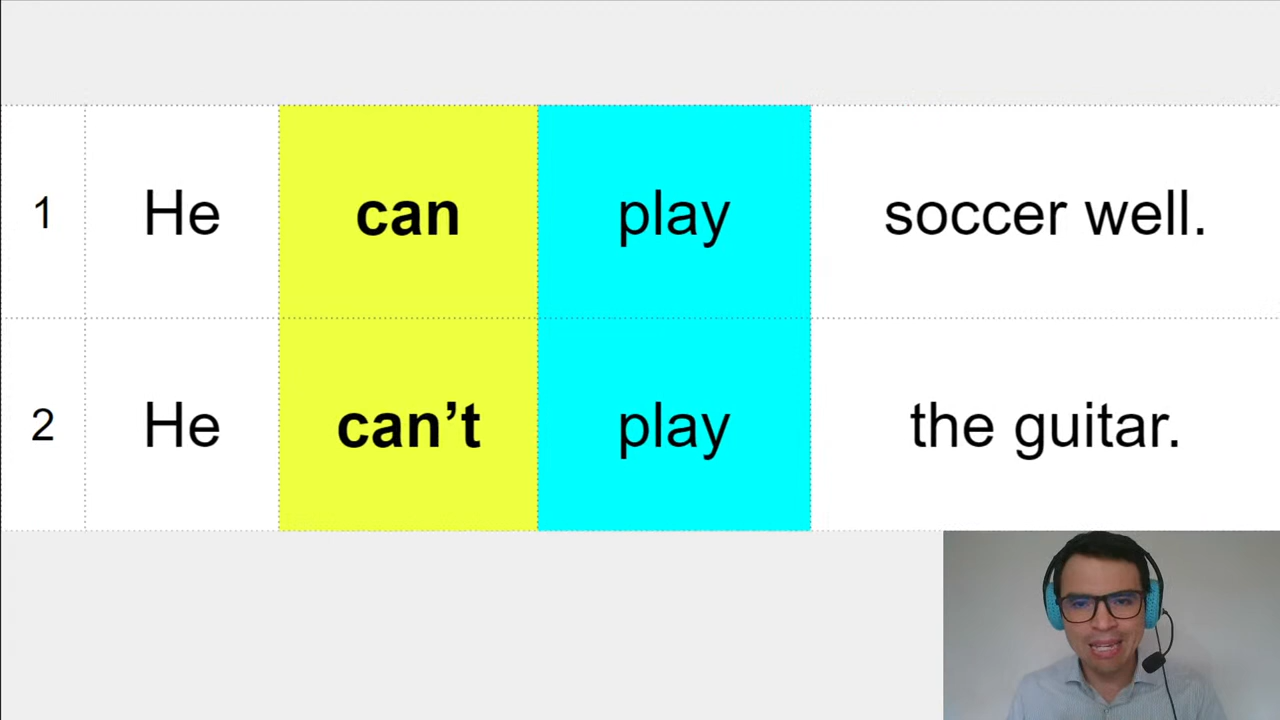 1 He can play soccer well.
2 He can’t play the guitar.